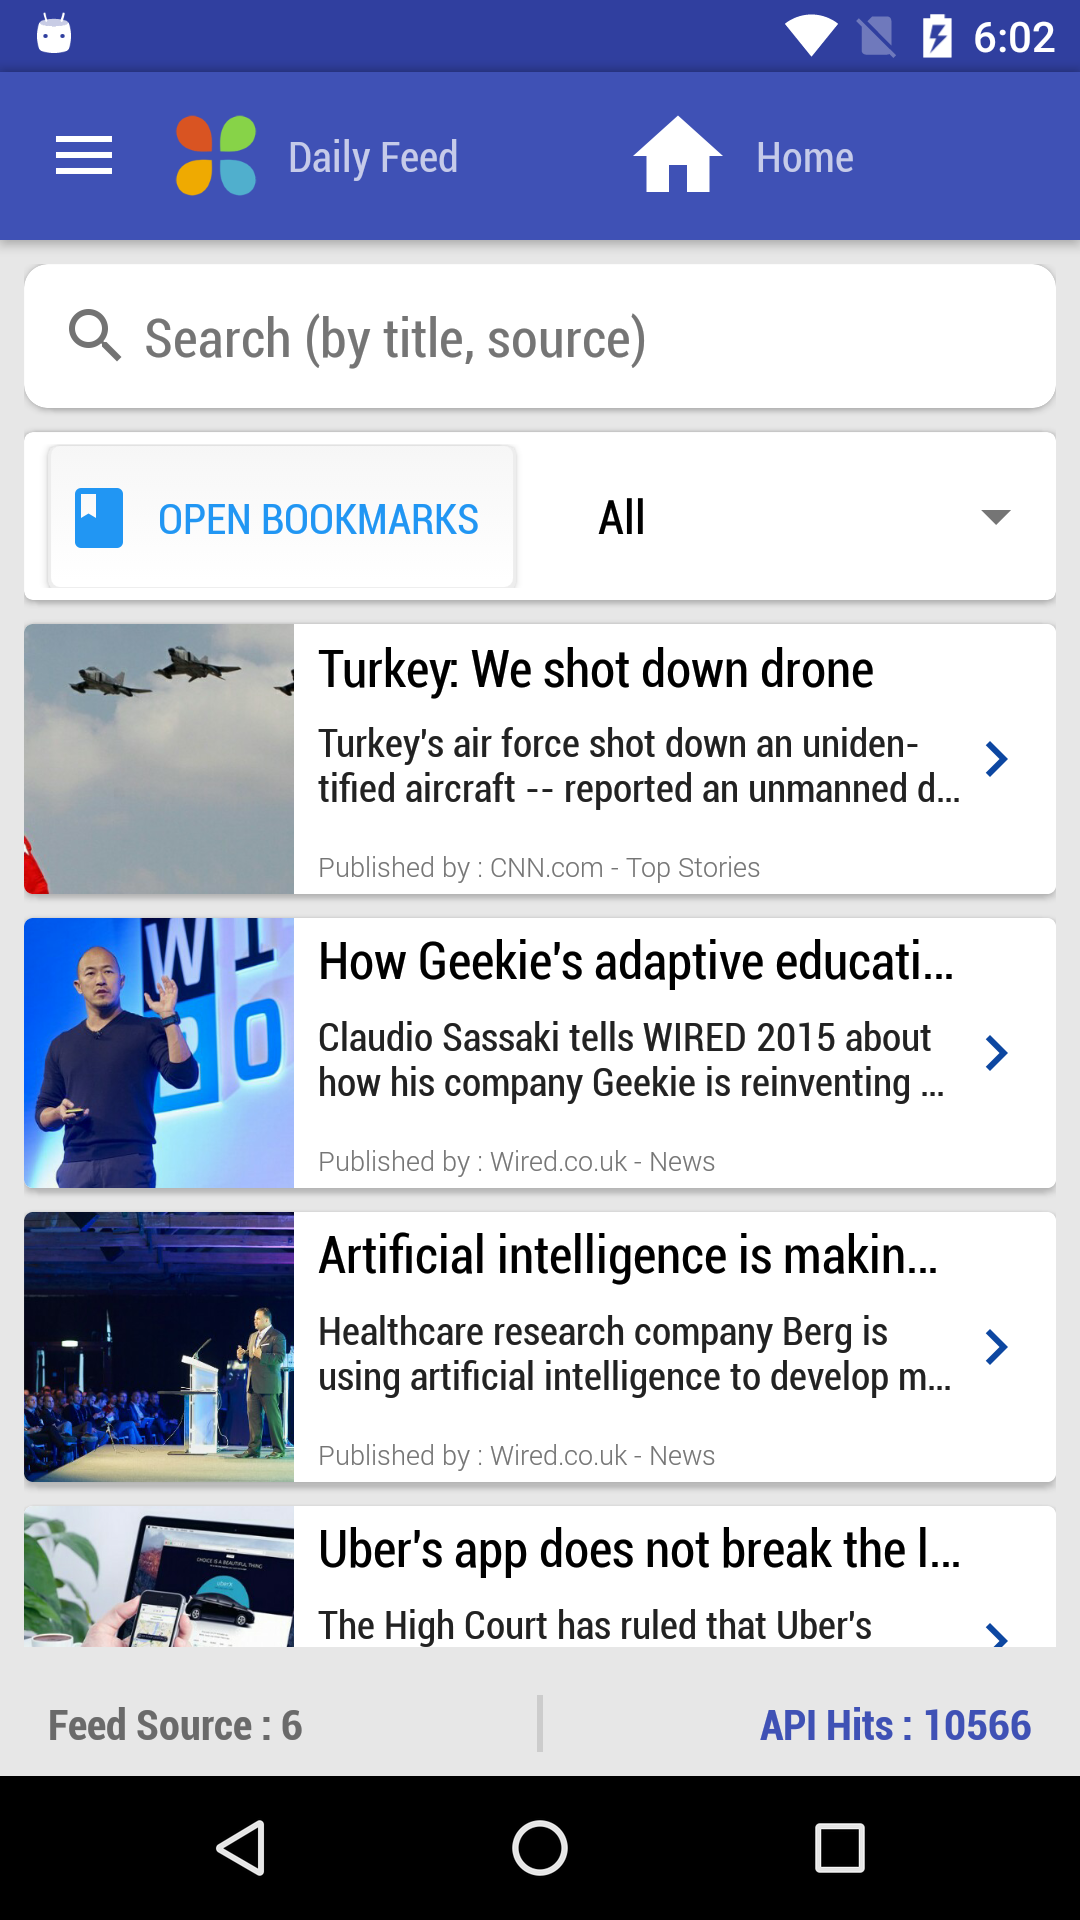 6:02
Daily Feed
Home
Search (by title, source)
OPEN BOOKMARKS
All
Turkey: We shot down drone
Turkey's air force shot down an uniden-
tified aircraft -- reported an unmanned d...
Published by : CNN.com - Top Stories
How Geekie's adaptive educati...
Claudio Sassaki tells WIRED 2015 about
how his company Geekie is reinventing ...
Published by : Wired.co.uk - News
Artificial intelligence is makin...
Healthcare research company Berg is
using artificial intelligence to develop m...
Published by : Wired.co.uk - News
Uber's app does not break the l...
The High Court has ruled that Uber's
Feed Source : 6
API Hits : 10566